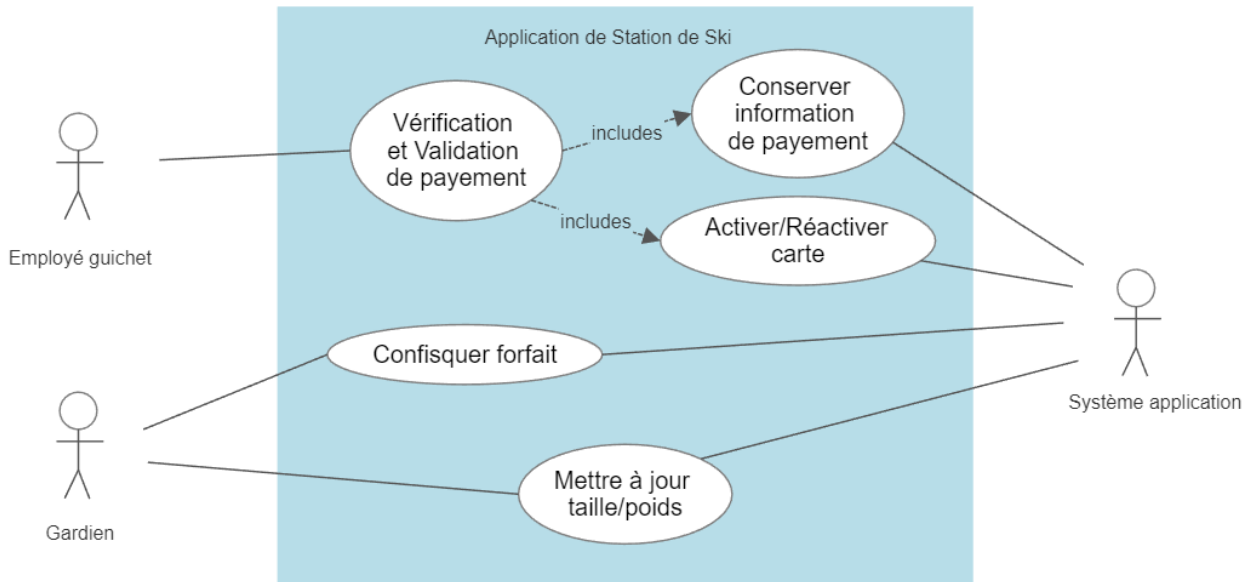 Application de Station de Ski
Conserver
information
de payement
Vérification
et Validation
de payement
includes
includes
Activer/Réactiver
carte
Employé guichet
Confisquer forfait
Système application
Mettre à jour
taille/poids
Gardien